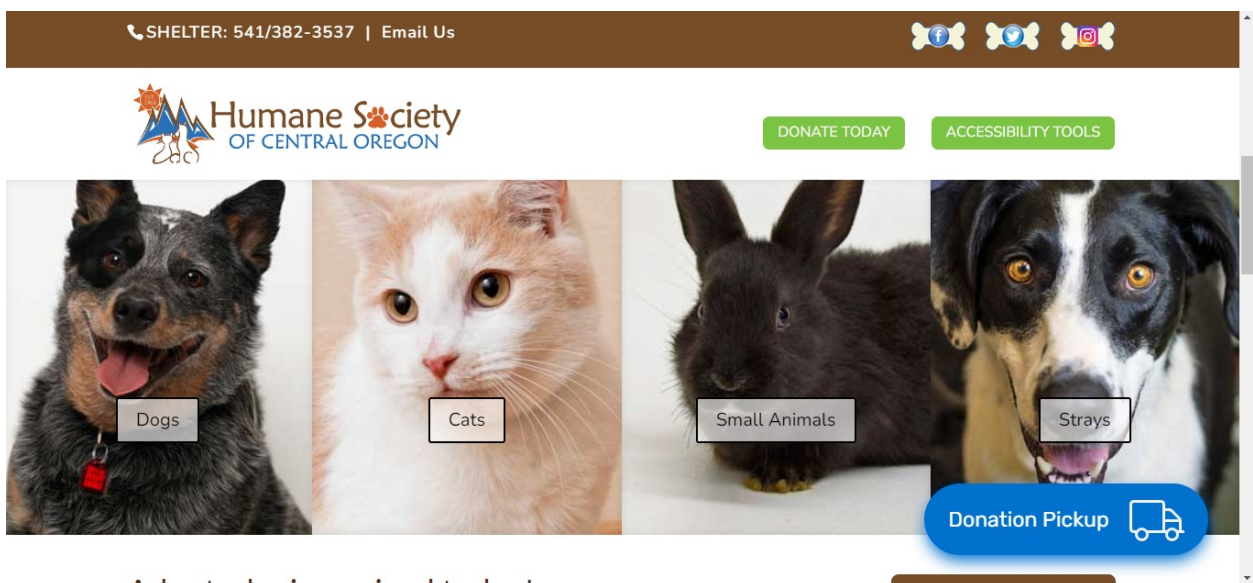 SHELTER: 541/382-3537 | Email Us
Humane Society
OF CENTRAL OREGON
DONATE TODAY
ACCESSIBILITY TOOLS
Dogs
Cats
Small Animals
Strays
Donation Pickup